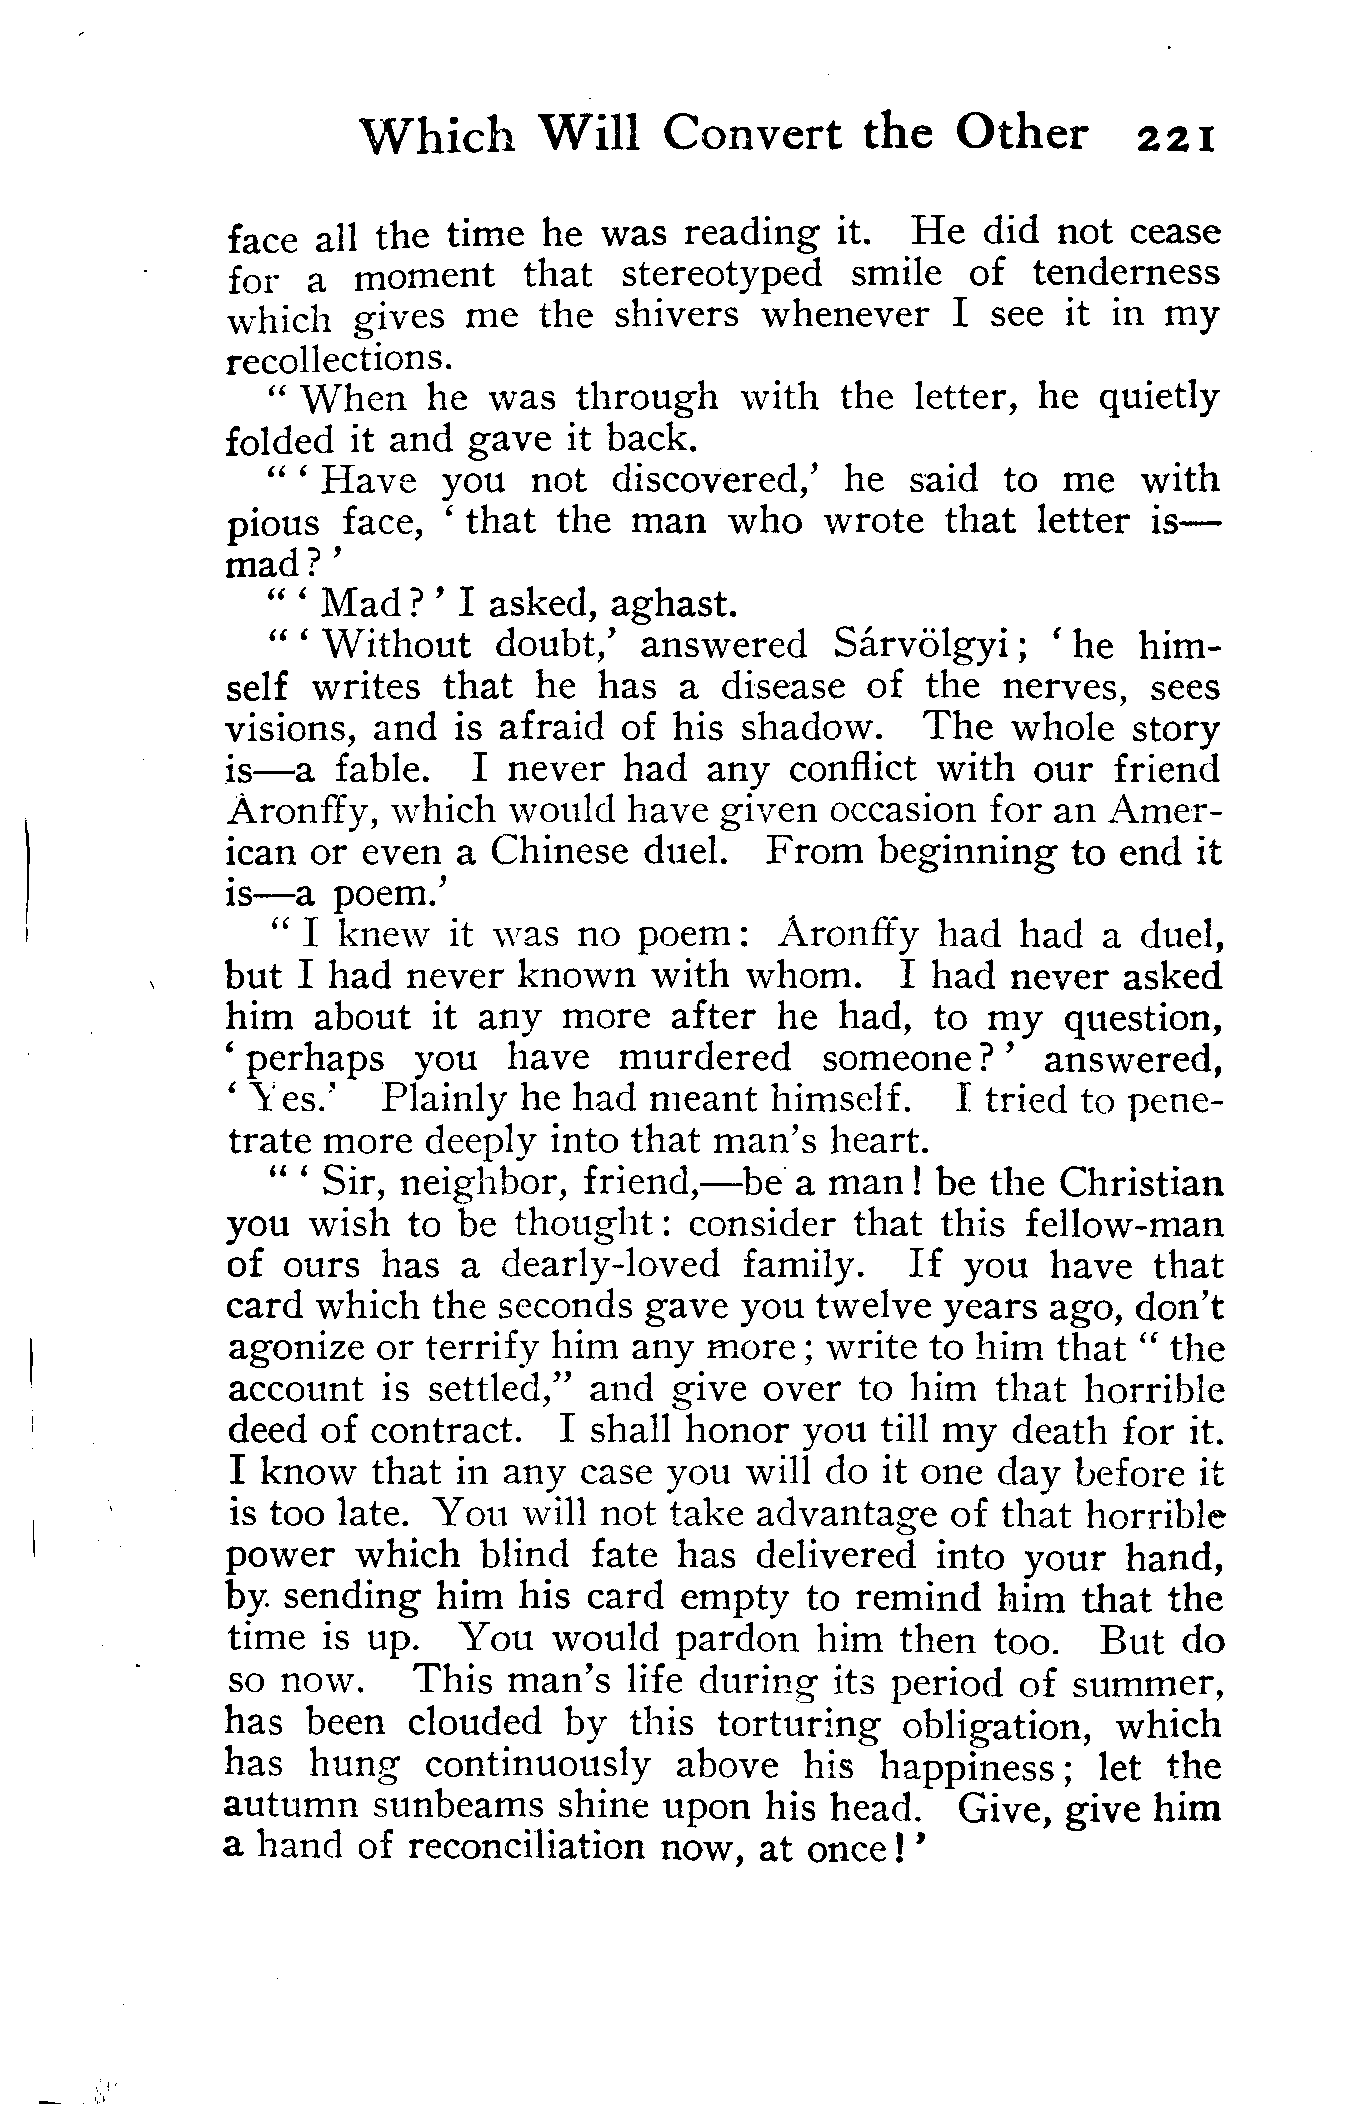 Which Will Convert the Other 221
face all the time he was reading it. He did not cease
for a moment that stereotyped smile of tenderness
which gives me the shivers whenever I see it in my
recollections.
“ When he was through with the letter, he quietly
folded it and gave it back.
“ ‘ Have you not discovered,’ he said to me with
pious face, ‘ that the man who wrote that letter is—
mad? ’
“ ‘ Mad? ’ I asked, aghast.
“ ‘ Without doubt,’ answered Sárvölgyi; ‘ he him-
self writes that he has a disease of the nerves, sees
visions, and is afraid of his shadow. The whole story
is—a fable. I never had any conflict with our friend
Áronffy, which would have given occasion for an Amer-
ican or even a Chinese duel. From beginning to end it
is—a poem.’
“ I knew it was no poem: Áronffy had had a duel,
but I had never known with whom. I had never asked
him about it any more after he had, to my question,
‘ perhaps you have murdered someone? ’ answered,
‘ Yes.’ Plainly he had meant himself. I tried to pene-
trate more deeply into that man’s heart.
“ ‘ Sir, neighbor, friend,—be a man! be the Christian
you wish to be thought: consider that this fellow-man
of ours has a dearly-loved family. If you have that
card which the seconds gave you twelve years ago, don’t
agonize or terrify him any more; write to him that “ the
account is settled,” and give over to him that horrible
deed of contract. I shall honor you till my death for it.
I know that in any case you will do it one day before it
is too late. You will not take advantage of that horrible
power which blind fate has delivered into your hand,
by sending him his card empty to remind him that the
time is up. You would pardon him then too. But do
so now. This man’s life during its period of summer,
has been clouded by this torturing obligation, which
has hung continuously above his happiness; let the
autumn sunbeams shine upon his head. Give, give him
a hand of reconciliation now, at once! ’